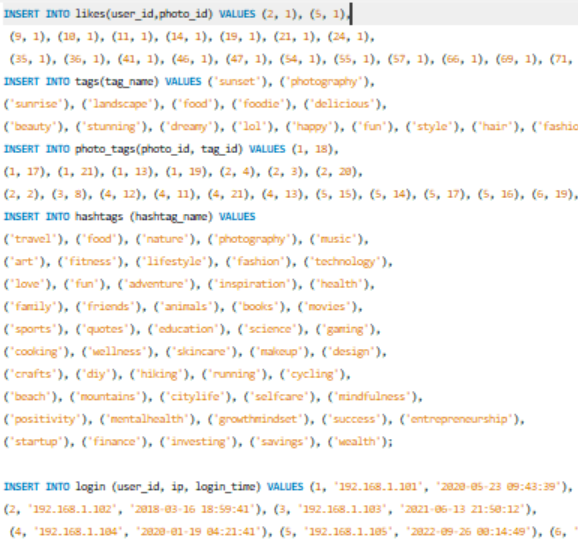 INSERT INTO likes(user_id,photo_id) VALUES (2, 1), (5, 1),
(9, 1), (10, 1), (11, 1), (14, 1), (19, 1), (21, 1), (24, 1),
(35, 1), (36, 1), (41, 1), (46, 1), (47, 1), (54, 1), (55, 1), (57, 1), (66, 1), (69, 1), (71,
INSERT INTO tags(tag_name) VALUES ('sunset'), ('photography'),
('sunrise'), ('landscape'), ('food'), ('foodie'), ('delicious'),
('beauty'), ('stunning'), ('dreamy'), ('lol'), ('happy'), ('fun'), ('style'), ('hair'), ('fashio
INSERT INTO photo_tags(photo_id, tag_id) VALUES (1, 18),
(1, 17), (1, 21), (1, 13), (1, 19), (2, 4), (2, 3), (2, 20),
(2, 2), (3, 8), (4, 12), (4, 11), (4, 21), (4, 13), (5, 15), (5, 14), (5, 17), (5, 16), (6, 19),
INSERT INTO hashtags (hashtag_name) VALUES
('travel'), ('food'), ('nature'), ('photography'), ('music'),
('art'), ('fitness'), ('lifestyle'), ('fashion'), ('technology'),
('love'), ('fun'), ('adventure'), ('inspiration'), ('health'),
('family'), ('friends'), ('animals'), ('books'), ('movies'),
('sports'), ('quotes'), ('education'), ('science'), ('gaming'),
('cooking'), ('wellness'), ('skincare'), ('makeup'), ('design'),
('crafts'), ('diy'), ('hiking'), ('running'), ('cycling'),
('beach'), ('mountains'), ('citylife'), ('selfcare'), ('mindfulness'),
('positivity'), ('mentalhealth'), ('growthmindset'), ('success'), ('entrepreneurship'),
('startup'), ('finance'), ('investing'), ('savings'), ('wealth');
INSERT INTO login (user_id, ip, login_time) VALUES (1, '192.168.1.101', '2020-05-23 09:43:39'),
(2, '192.168.1.102', '2018-03-16 18:59:41'), (3, '192.168.1.103', '2021-06-13 21:50:12'),
(4, '192.168.1.104', '2020-01-19 04:21:41'), (5, '192.168.1.105', '2022-09-26 00:14:49'), (6, '